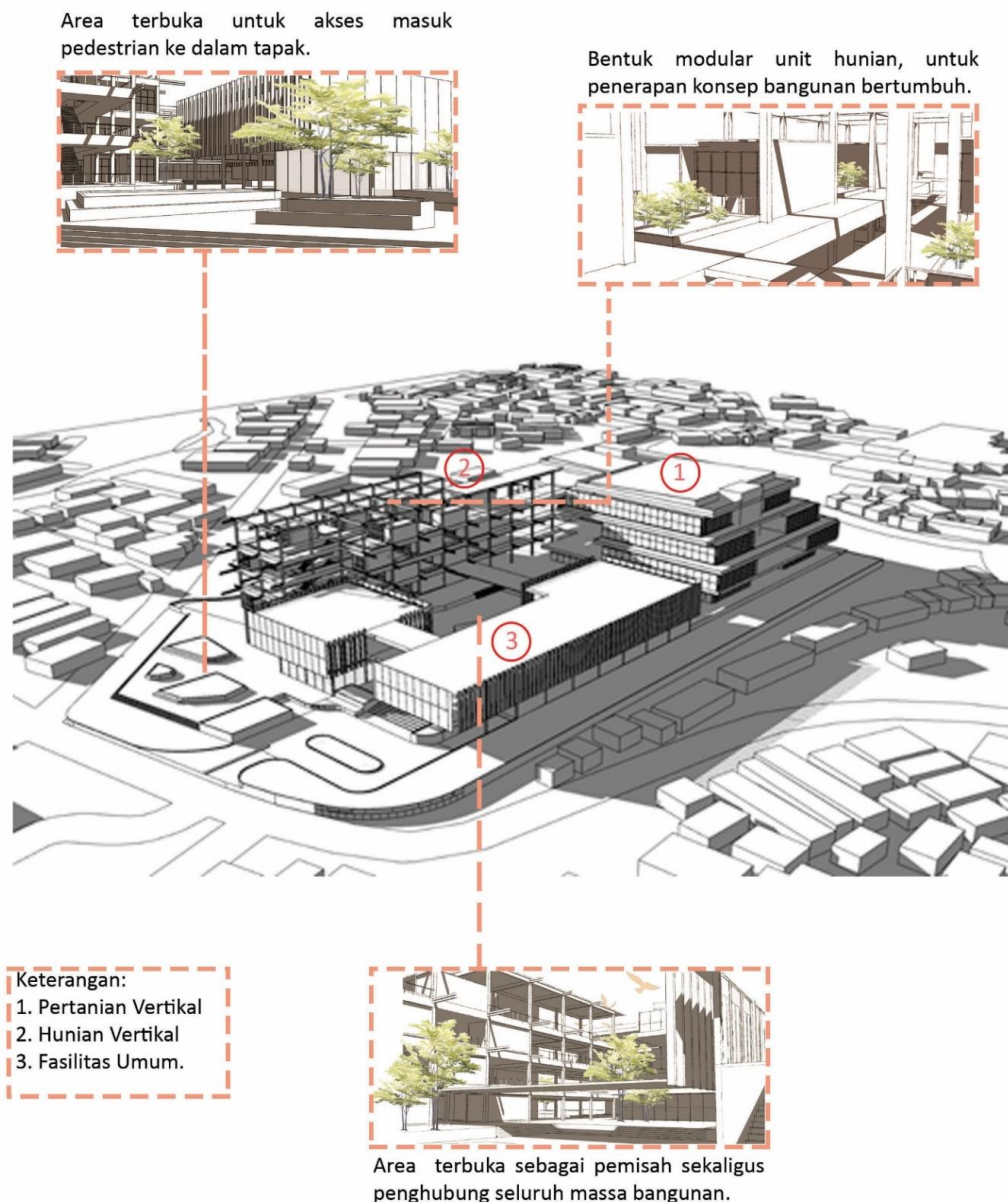 Area terbuka untuk akses masuk
pedestrian ke dalam tapak.
Bentuk modular unit hunian, untuk
penerapan konsep bangunan bertumbuh.
2
1
3
Keterangan:
1. Pertanian Vertikal
2. Hunian Vertikal
3. Fasilitas Umum.
Area terbuka sebagai pemisah sekaligus
penghubung seluruh massa bangunan.